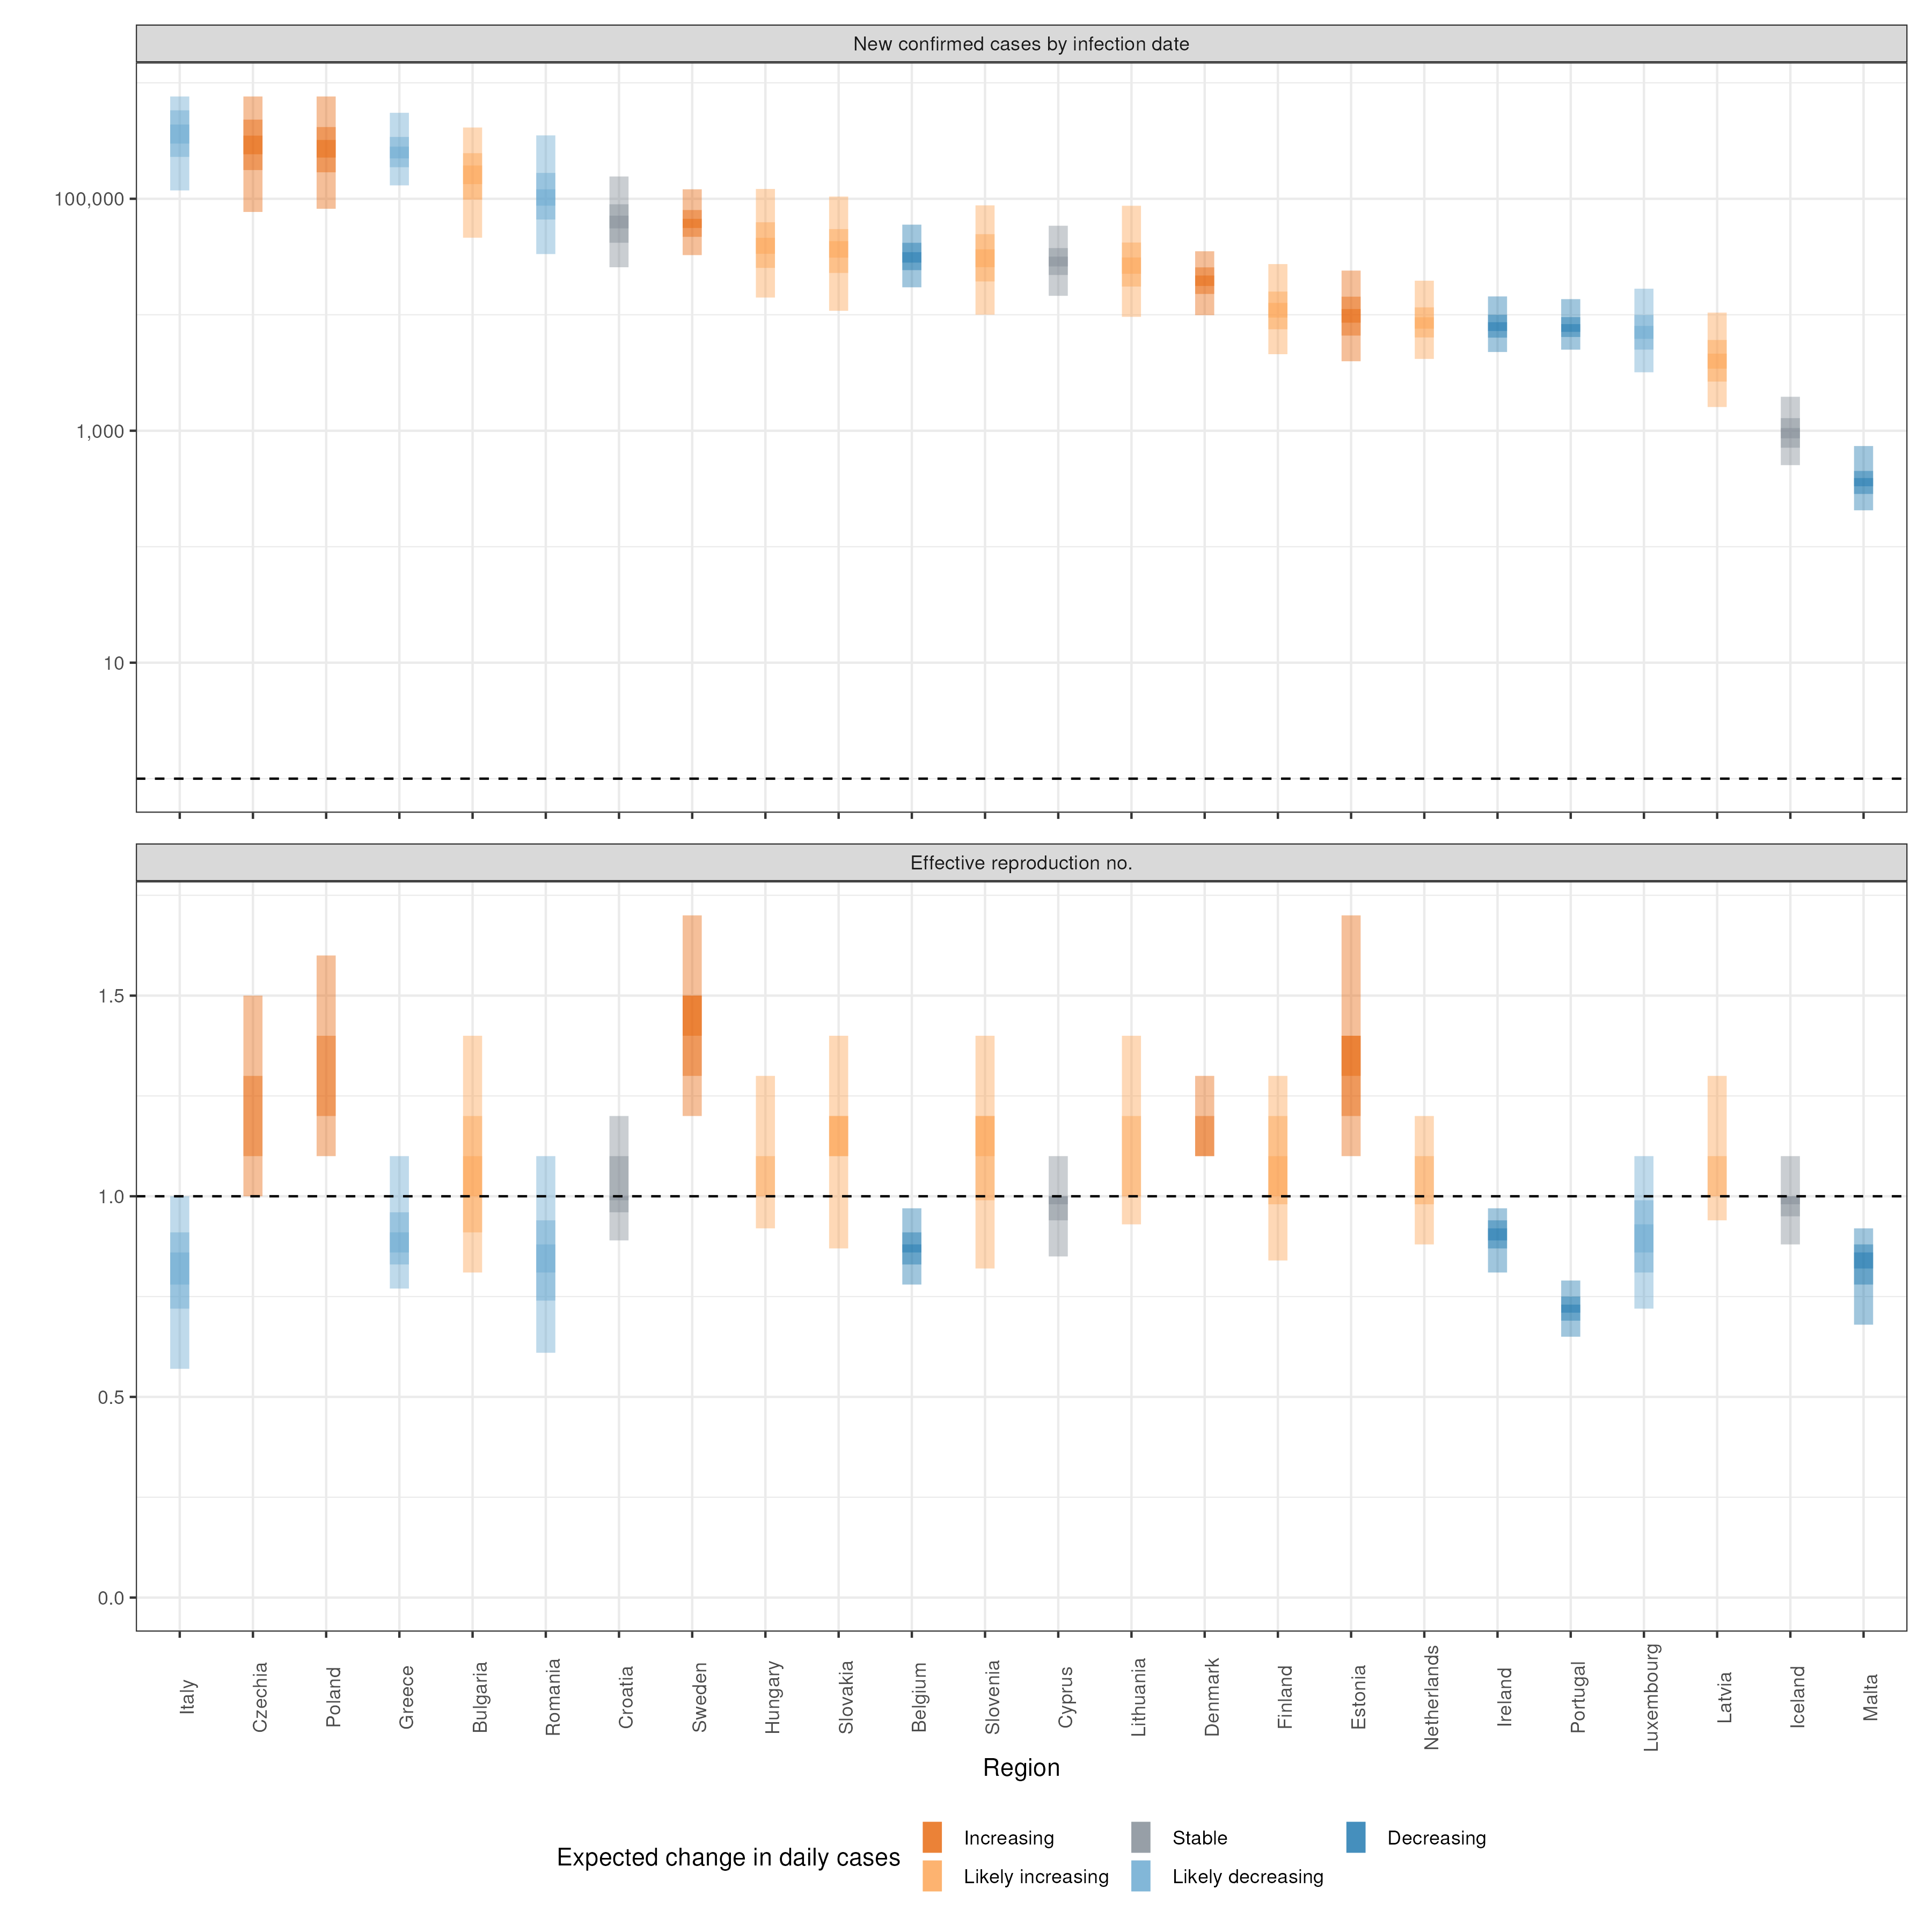 New confirmed cases by infection date
100,000
1,000
10
Effective reproduction no.
1.5
1.0
0.5
0.0
Italy
Czechia
Poland
Greece
Bulgaria
Romania
Croatia
Sweden
Hungary
Slovakia
Belgium
Slovenia
Cyprus
Lithuania
Denmark
Finland
Estonia
Netherlands
Ireland
Portugal
Luxembourg
Latvia
Iceland
Malta
Region
Expected change in daily cases
Increasing
Likely increasing
Stable
Likely decreasing
Decreasing